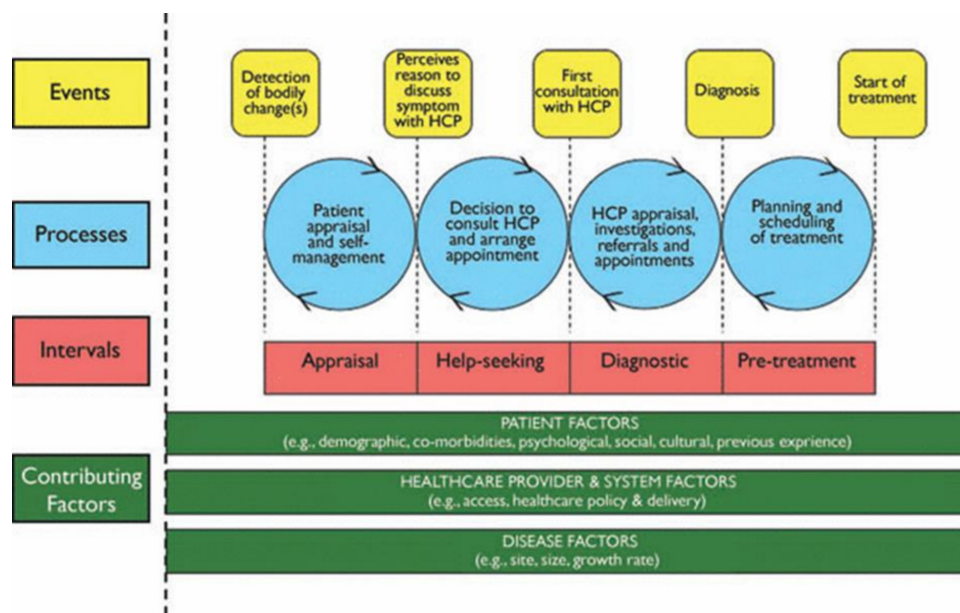 Events
Detection
of bodily
change(s)
Perceives
reason to
discuss
symptom
with HCP
First
consultation
with HCP
Diagnosis
Start of
treatment
Processes
Patient
appraisal
and self-
management
Decision to
consult HCP
and arrange
appointment
HCP appraisal,
investigations,
referrals and
appointments
Planning and
scheduling
of treatment
Intervals
Appraisal
Help-seeking
Diagnostic
Pre-treatment
Contributing
Factors
PATIENT FACTORS
(e.g., demographic, co-morbidities, psychological, social, cultural, previous exprience)
HEALTHCARE PROVIDER & SYSTEM FACTORS
(e.g., access, healthcare policy & delivery)
DISEASE FACTORS
(e.g., site, size, growth rate)